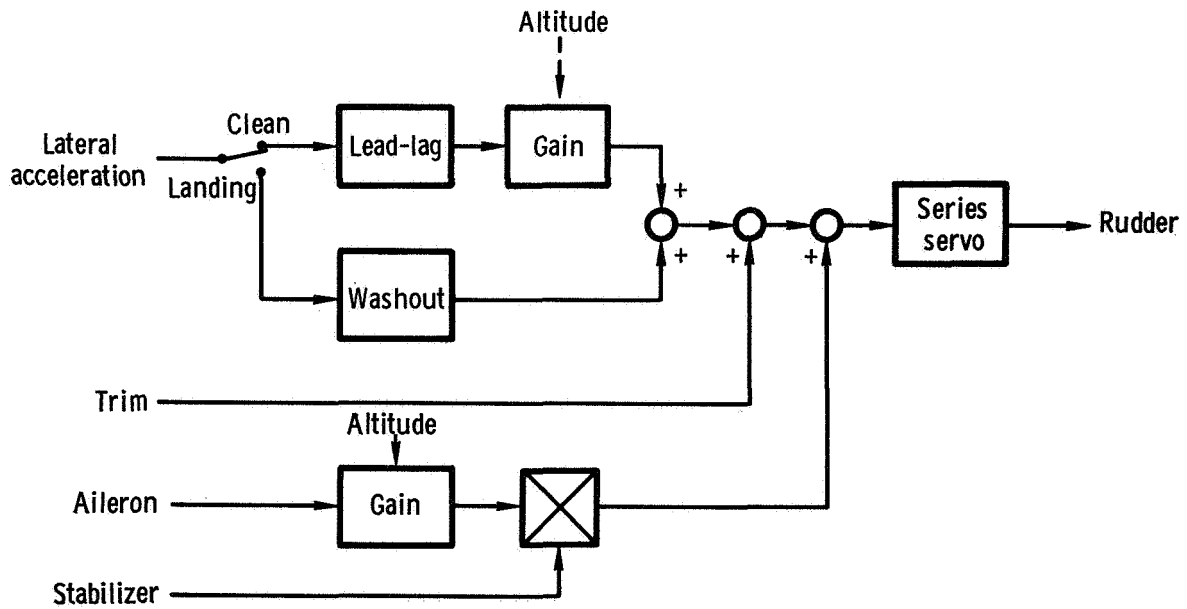 Altitude
Clean
Lateral
acceleration
Landing
Lead-lag
Gain
+
+
Washout
+
+
Series
servo
Rudder
Trim
Altitude
Aileron
Gain
Stabilizer